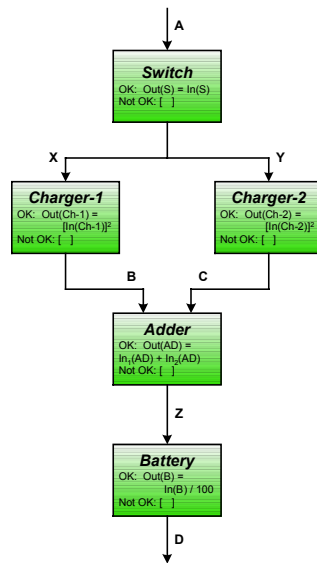 A
Switch
OK: Out(S) = In(S)
Not OK: [ ]
X
Y
Charger-1
OK: Out(Ch-1) =
[In(Ch-1)]²
Not OK: [ ]
Charger-2
OK: Out(Ch-2) =
[In(Ch-2)]²
Not OK: [ ]
B
C
Adder
OK: Out(AD) =
In₁(AD) + In₂(AD)
Not OK: [ ]
Z
Battery
OK: Out(B) =
In(B) / 100
Not OK: [ ]
D